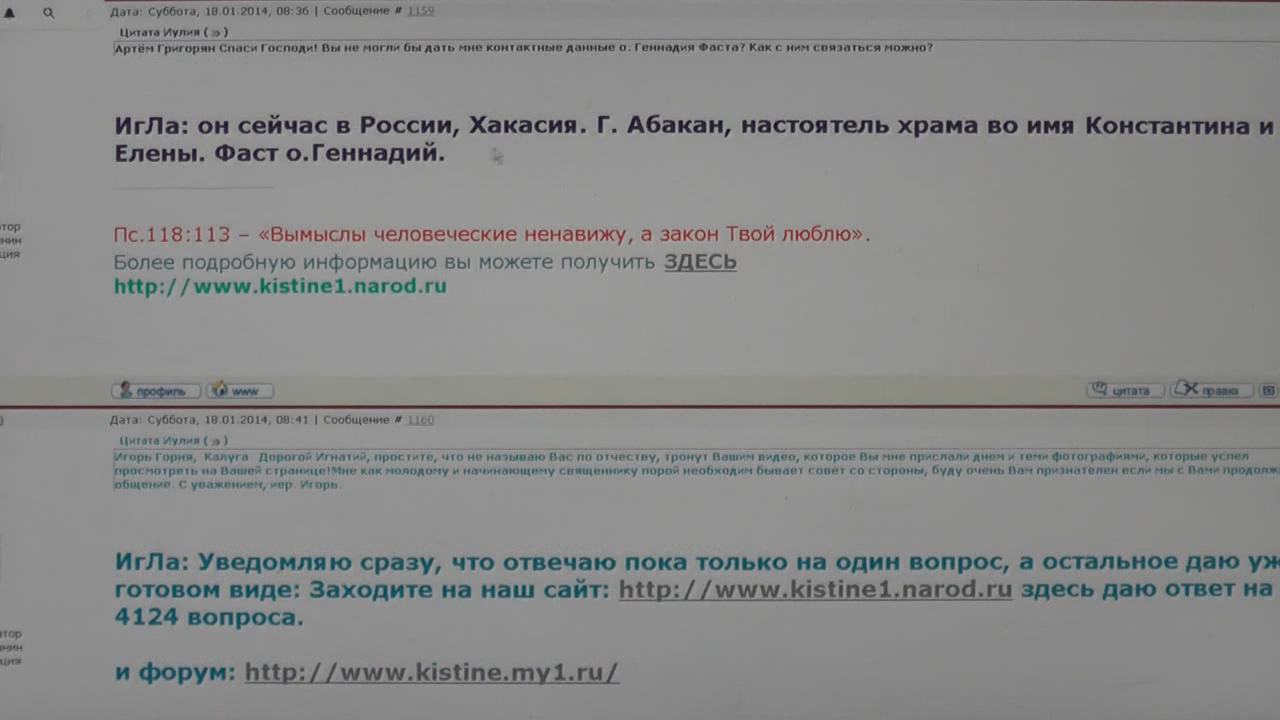 Дата: Суббота, 18.01.2014, 08:36 | Сообщение # 1159
Цитата Иулия ( )
Артём Григорян Спаси Господи! Вы не могли бы дать мне контактные данные о. Геннадия Фаста? Как с ним связаться можно?
ИгЛа: он сейчас в России, Хакасия. Г. Абакан, настоятель храма во имя Константина и
Елены. Фаст о.Геннадий.
Пс.118:113 – «Вымыслы человеческие ненавижу, а закон Твой люблю».
Более подробную информацию вы можете получить ЗДЕСЬ
http://www.kistine1.narod.ru
профиль www цитата правка
Дата: Суббота, 18.01.2014, 08:41 | Сообщение # 1160
Цитата Иулия ( )
Игорь Горня, Калуга Дорогой Игнатий, простите, что не называю Вас по отчеству, тронут Вашим видео, которое Вы мне прислали днем и теми фотографиями, которые успел
просмотреть на Вашей странице!Мне как молодому и начинающему священнику порой необходим бывает совет со стороны, буду очень Вам признателен если мы с Вами продолж
общение. С уважением, иер. Игорь.
ИгЛа: Уведомляю сразу, что отвечаю пока только на один вопрос, а остальное даю уж
готовом виде: Заходите на наш сайт: http://www.kistine1.narod.ru здесь даю ответ на
4124 вопроса.
и форум: http://www.kistine.my1.ru/